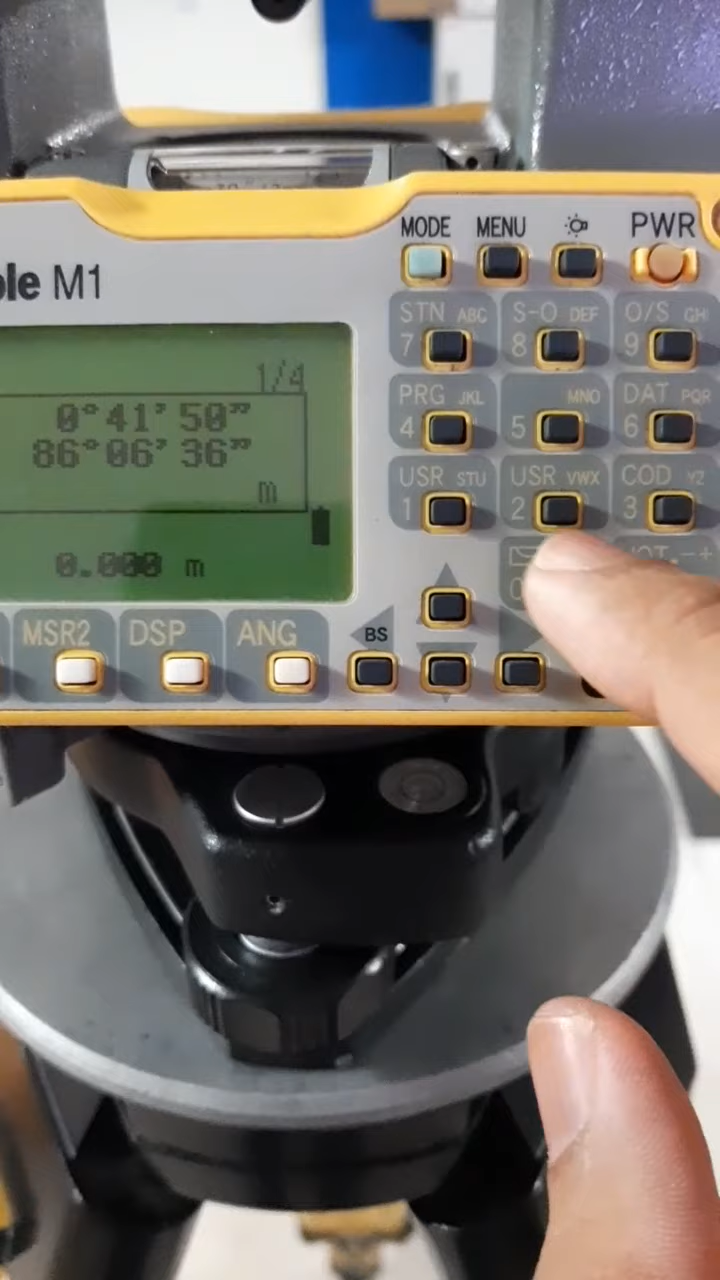 MODE MENU PWR
ble M1
STN ABC S-O DEF O/S GH
7 8 9
1/4
0°41'50"
PRG JKL MNO DAT PQR
4 5 6
86°06'36"
USR STU USR VWX COD YZ
m
1 2 3
0.000 m
MSR2 DSP ANG BS